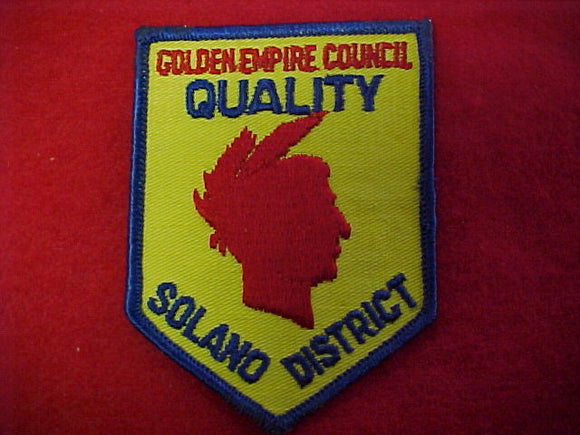 GOLDEN EMPIRE COUNCIL
QUALITY
SOLANO DISTRICT